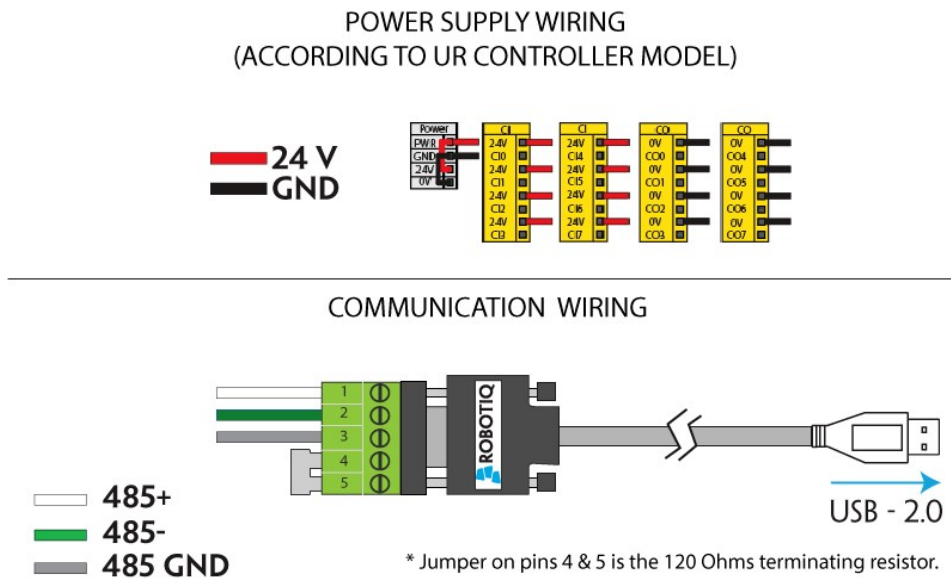 POWER SUPPLY WIRING
(ACCORDING TO UR CONTROLLER MODEL)
24 V
GND
Power
PWR
GND
24V
0V
CI
24V
CI0
24V
CI1
24V
CI2
24V
CI3
CI
24V
CI4
24V
CI5
24V
CI6
24V
CI7
CO
0V
CO0
0V
CO1
0V
CO2
0V
CO3
CO
0V
CO4
0V
CO5
0V
CO6
0V
CO7
COMMUNICATION WIRING
1
2
3
4
5
ROBOTIQ
USB - 2.0
485+
485-
485 GND
* Jumper on pins 4 & 5 is the 120 Ohms terminating resistor.